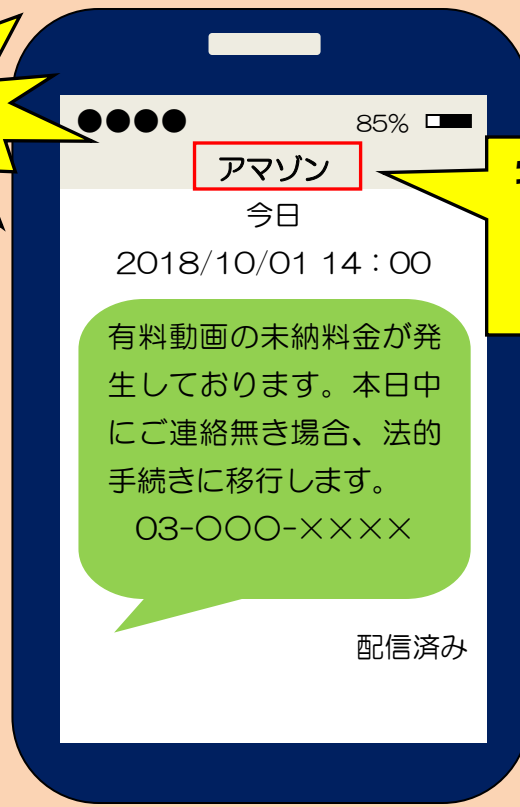 ●●●● 85%
アマゾン
今日
2018/10/01 14：00
有料動画の未納料金が発
生しております。本日中
にご連絡無き場合、法的
手続きに移行します。
03-〇〇〇-××××
配信済み